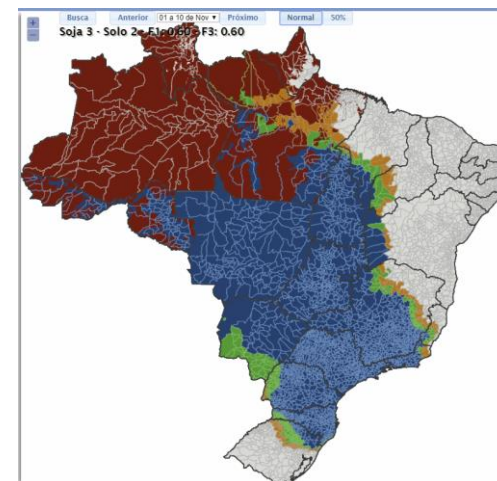 +
Busca Anterior 01 a 10 de Nov ▼ Próximo Normal 50%
–
Soja 3 - Solo 2 - F1: 0.60 - F3: 0.60